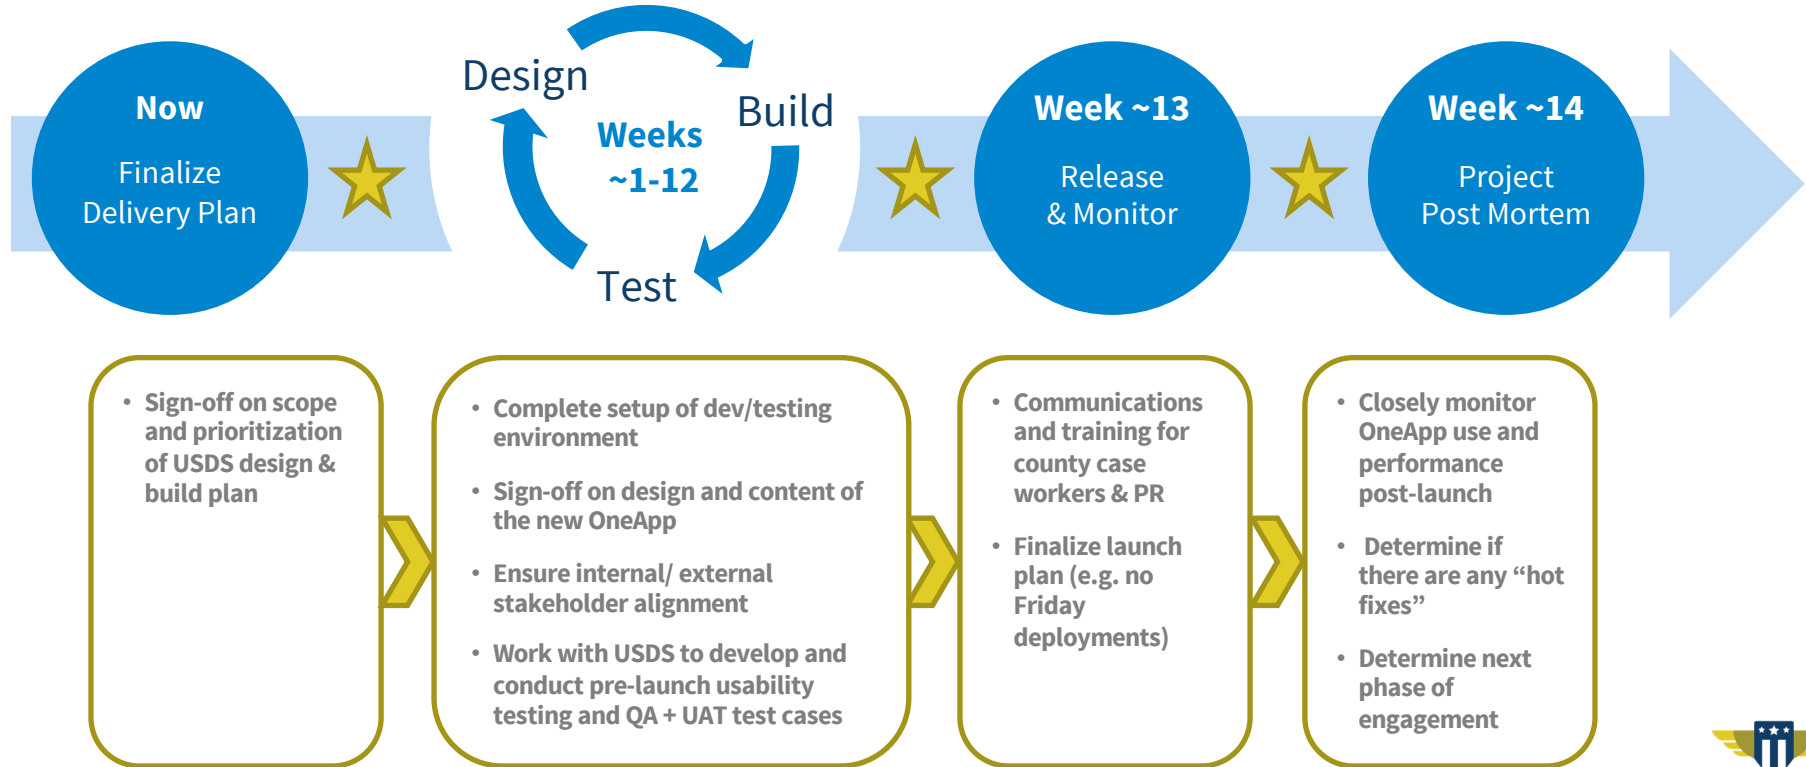 Now
Finalize
Delivery Plan
Design
Build
Test
Weeks
~1-12
Week ~13
Release
& Monitor
Week ~14
Project
Post Mortem
• Sign-off on scope
and prioritization
of USDS design &
build plan
• Complete setup of dev/testing
environment
• Sign-off on design and content of
the new OneApp
• Ensure internal/ external
stakeholder alignment
• Work with USDS to develop and
conduct pre-launch usability
testing and QA + UAT test cases
• Communications
and training for
county case
workers & PR
• Finalize launch
plan (e.g. no
Friday
deployments)
• Closely monitor
OneApp use and
performance
post-launch
• Determine if
there are any “hot
fixes”
• Determine next
phase of
engagement